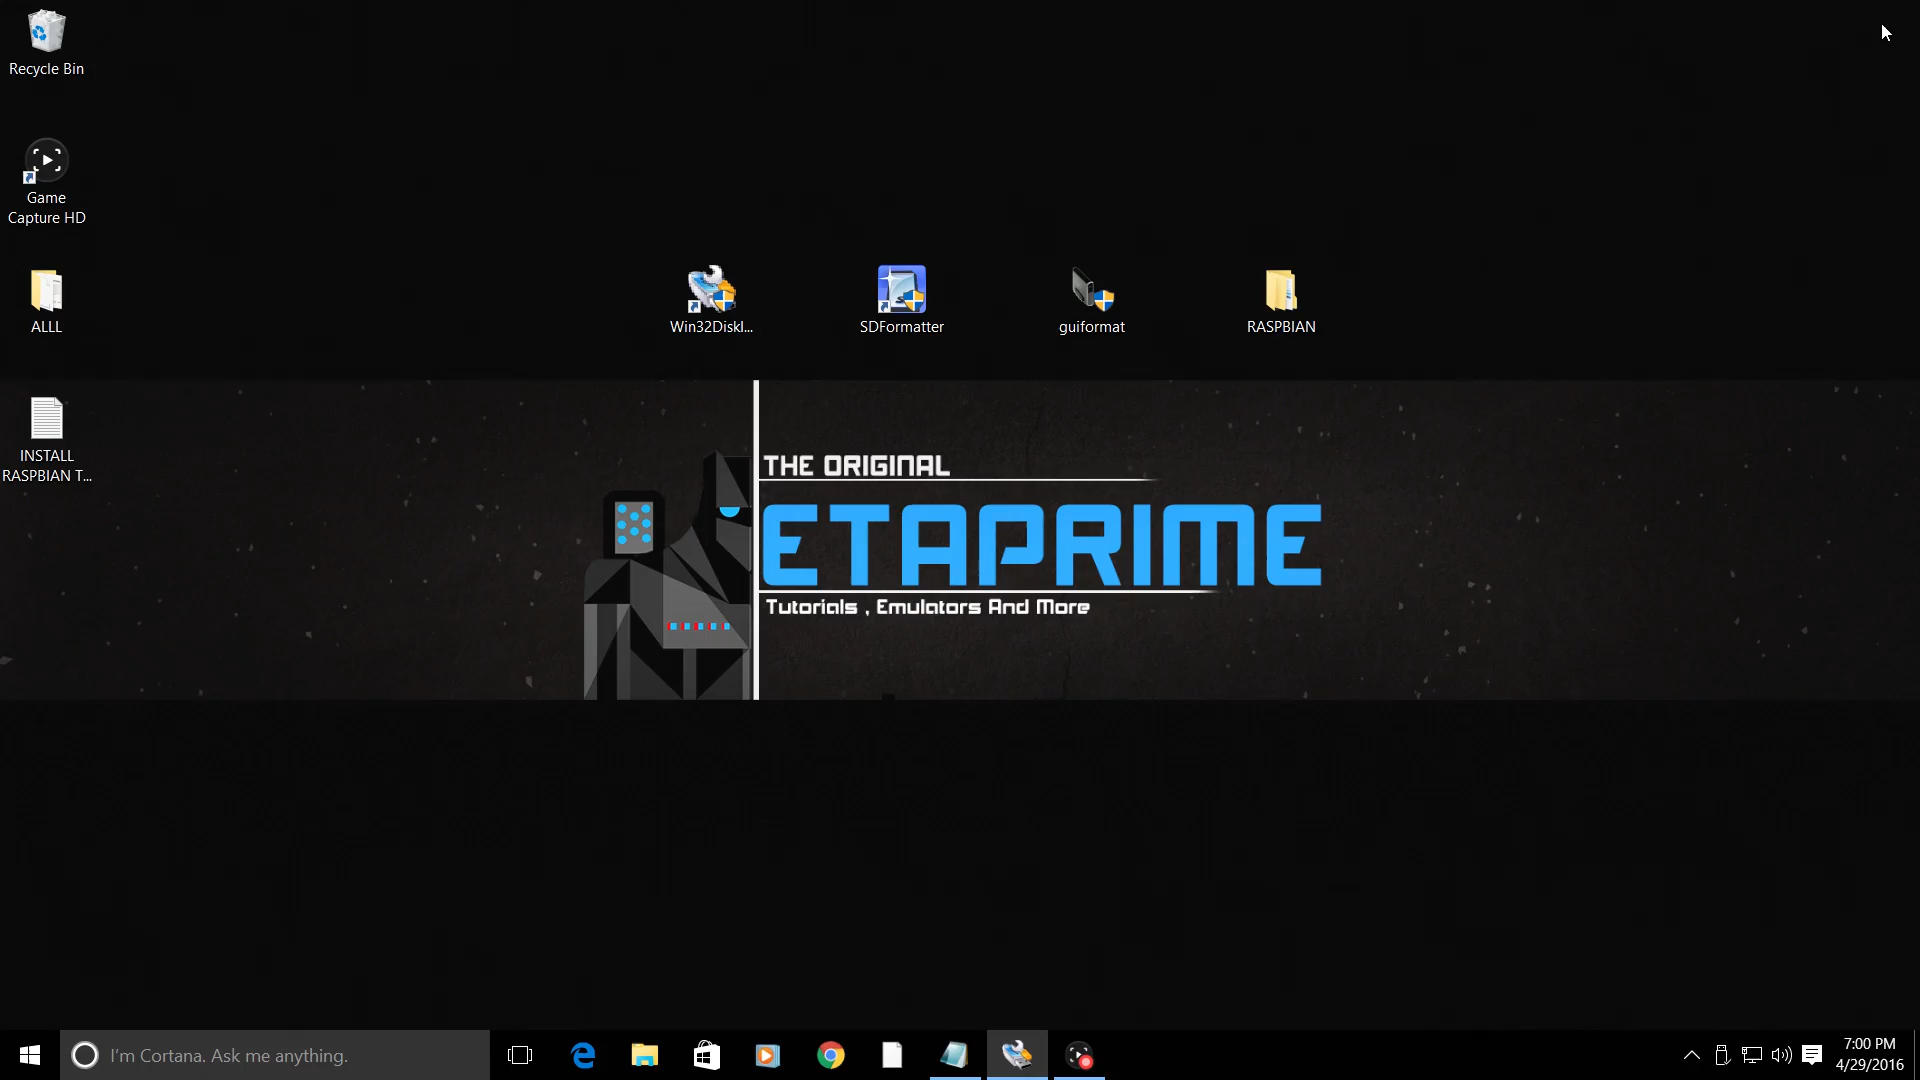 Recycle Bin
Game
Capture HD
ALLL
INSTALL
RASPBIAN T...
Win32DiskI...
SDFormatter
guiformat
RASPBIAN
THE ORIGINAL
ETAPRIME
Tutorials , Emulators And More
I'm Cortana. Ask me anything.
7:00 PM
4/29/2016